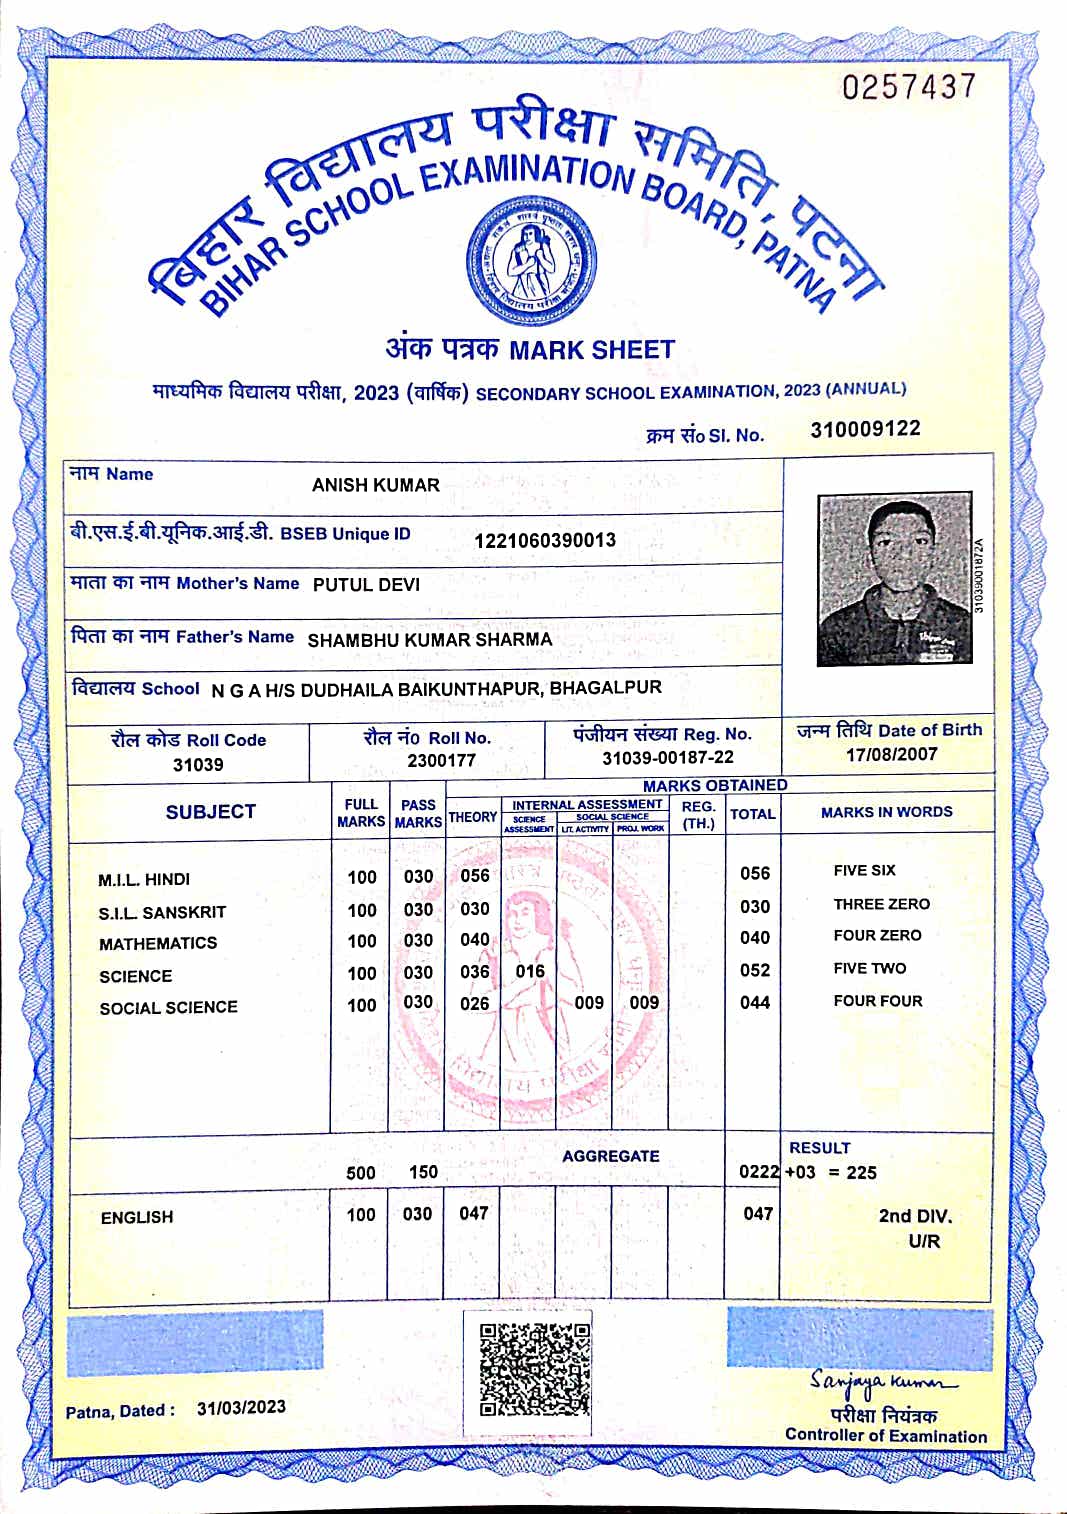 0257437
बिहार विद्यालय परीक्षा समिति, पटना
BIHAR SCHOOL EXAMINATION BOARD, PATNA
अंक पत्रक MARK SHEET
माध्यमिक विद्यालय परीक्षा, 2023 (वार्षिक) SECONDARY SCHOOL EXAMINATION, 2023 (ANNUAL)
क्रम सं० Sl. No. 310009122
नाम Name ANISH KUMAR
बी.एस.ई.बी.यूनिक.आई.डी. BSEB Unique ID 1221060390013
माता का नाम Mother's Name PUTUL DEVI
पिता का नाम Father's Name SHAMBHU KUMAR SHARMA
विद्यालय School N G A H/S DUDHAILA BAIKUNTHAPUR, BHAGALPUR
310390001872A
रौल कोड Roll Code रौल नं० Roll No. पंजीयन संख्या Reg. No. जन्म तिथि Date of Birth
31039 2300177 31039-00187-22 17/08/2007
MARKS OBTAINED
SUBJECT FULL MARKS PASS MARKS THEORY INTERNAL ASSESSMENT REG. (TH.) TOTAL MARKS IN WORDS
SCIENCE ASSESSMENT SOCIAL SCIENCE
LIT. ACTIVITY PROJ. WORK
M.I.L. HINDI 100 030 056 056 FIVE SIX
S.I.L. SANSKRIT 100 030 030 030 THREE ZERO
MATHEMATICS 100 030 040 040 FOUR ZERO
SCIENCE 100 030 036 016 052 FIVE TWO
SOCIAL SCIENCE 100 030 026 009 009 044 FOUR FOUR
AGGREGATE RESULT
500 150 0222 +03 = 225
ENGLISH 100 030 047 047 2nd DIV.
U/R
Sanjaya Kumar
Patna, Dated : 31/03/2023
परीक्षा नियंत्रक
Controller of Examination